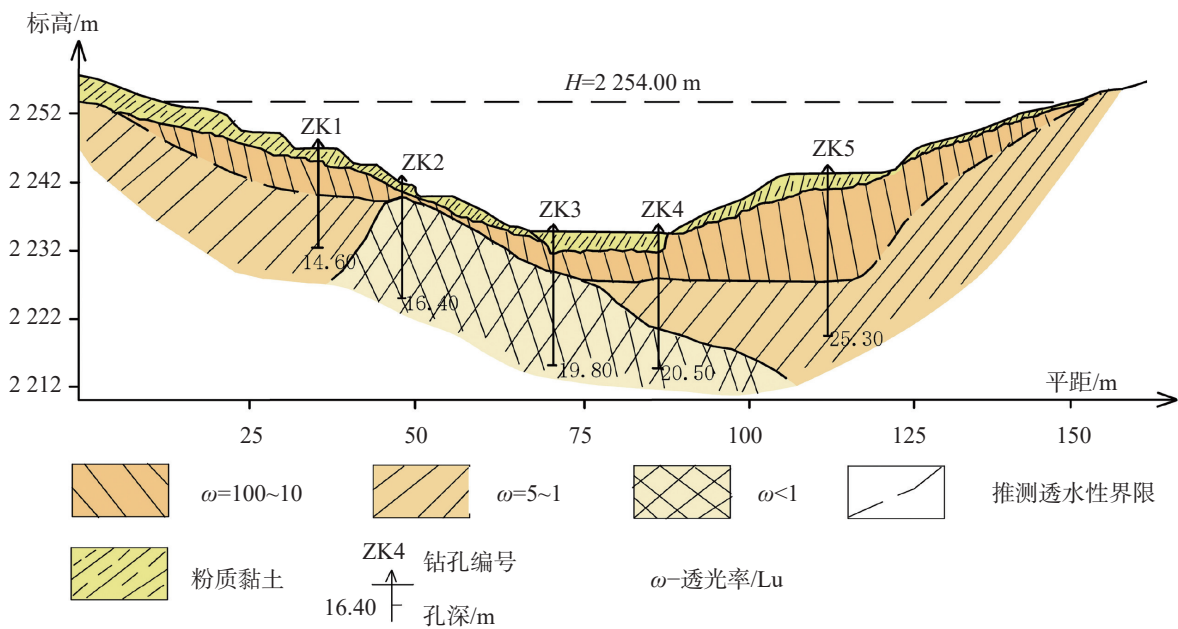 标高/m
H=2 254.00 m
2 252
ZK1
ZK2
ZK5
2 242
ZK3
ZK4
2 232
14.60
16.40
2 222
25.30
19.80
20.50
2 212
平距/m
25
50
75
100
125
150
ω=100~10
ω=5~1
ω<1
推测透水性界限
粉质黏土
ZK4
钻孔编号
16.40
孔深/m
ω−透光率/Lu